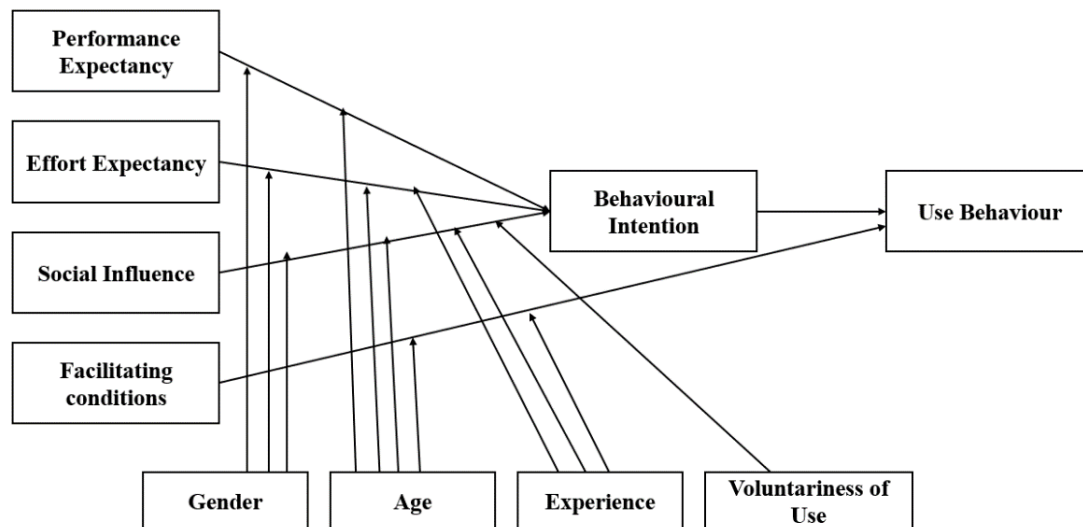 Performance
Expectancy
Effort Expectancy
Social Influence
Facilitating
conditions
Behavioural
Intention
Use Behaviour
Gender
Age
Experience
Voluntariness of
Use